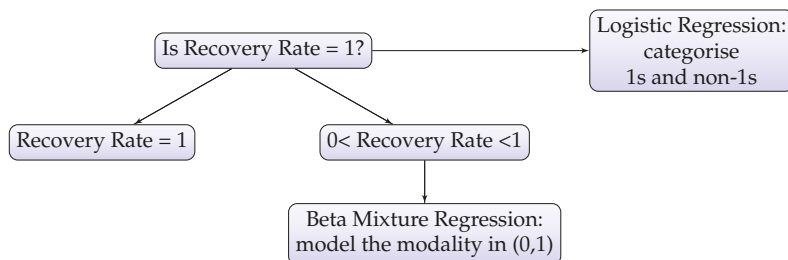 Is Recovery Rate = 1?
Logistic Regression:
categorise
1s and non-1s
Recovery Rate = 1
0< Recovery Rate <1
Beta Mixture Regression:
model the modality in (0,1)